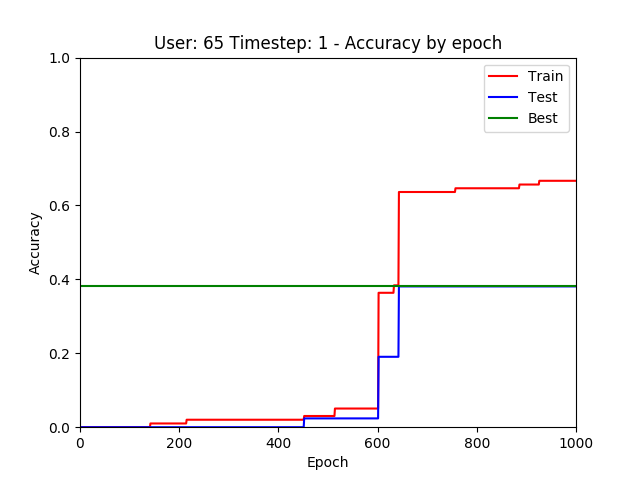 User: 65 Timestep: 1 - Accuracy by epoch
1.0
0.8
0.6
0.4
0.2
0.0
Accuracy
Train
Test
Best
0 200 400 600 800 1000
Epoch